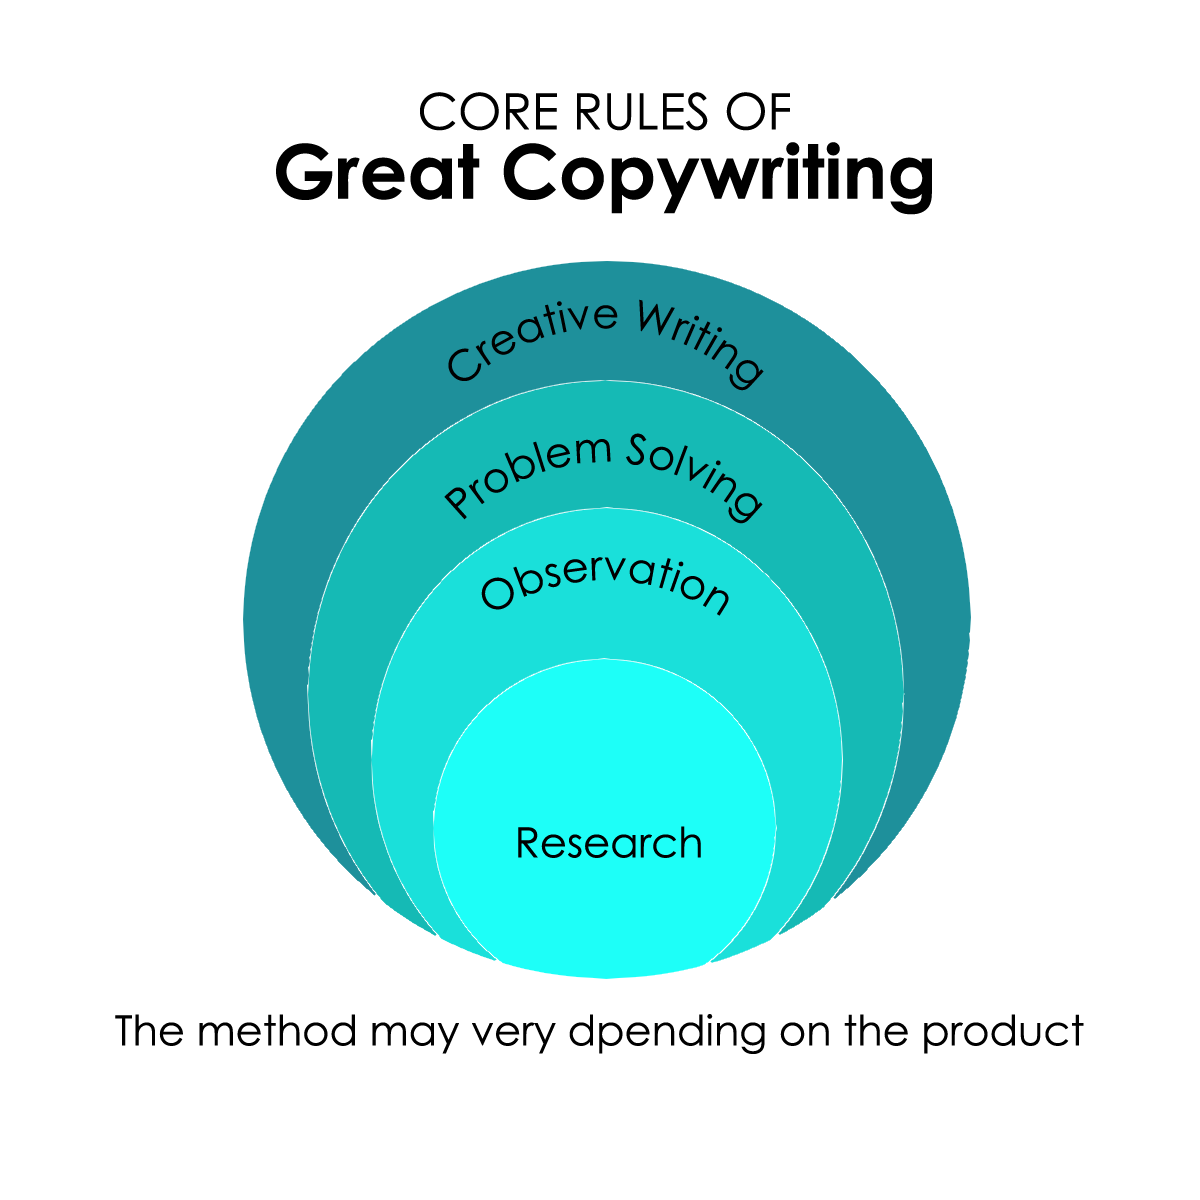 CORE RULES OF
Great Copywriting
Creative Writing
Problem Solving
Observation
Research
The method may very dpending on the product